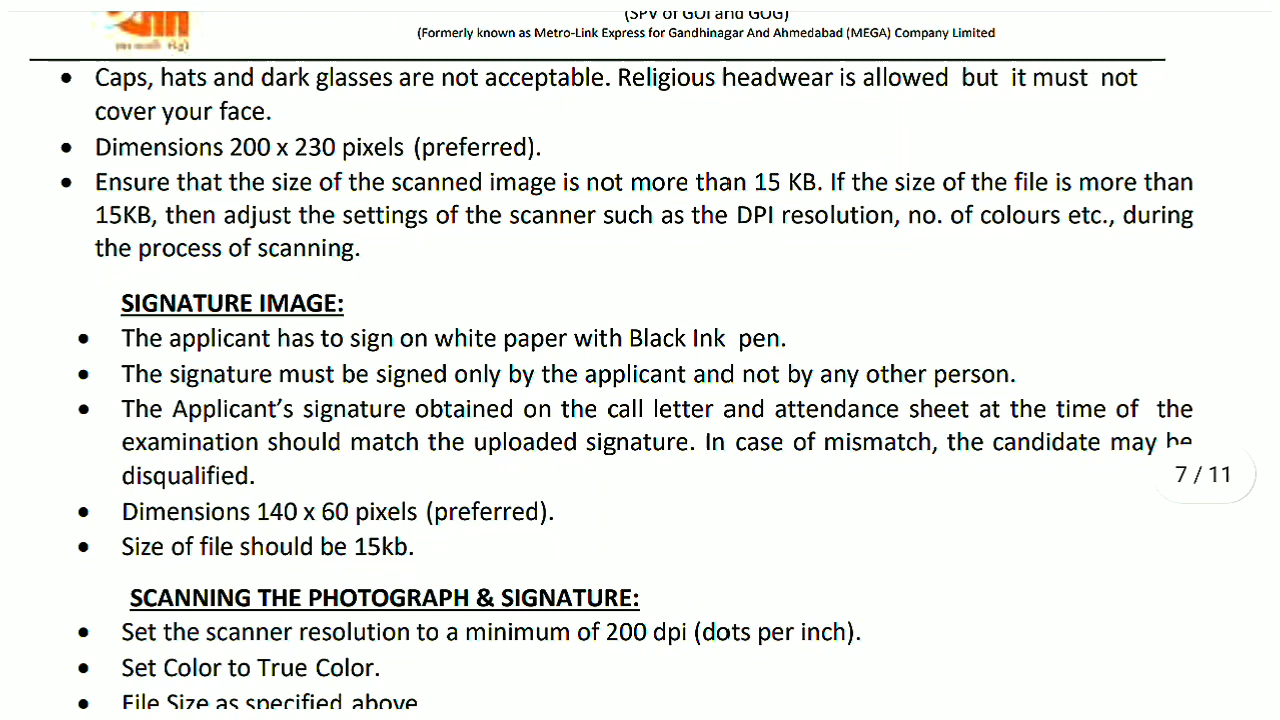 (SPV of GOI and GOG)
(Formerly known as Metro-Link Express for Gandhinagar And Ahmedabad (MEGA) Company Limited
• Caps, hats and dark glasses are not acceptable. Religious headwear is allowed but it must not
cover your face.
• Dimensions 200 x 230 pixels (preferred).
• Ensure that the size of the scanned image is not more than 15 KB. If the size of the file is more than
15KB, then adjust the settings of the scanner such as the DPI resolution, no. of colours etc., during
the process of scanning.
SIGNATURE IMAGE:
• The applicant has to sign on white paper with Black Ink pen.
• The signature must be signed only by the applicant and not by any other person.
• The Applicant’s signature obtained on the call letter and attendance sheet at the time of the
examination should match the uploaded signature. In case of mismatch, the candidate may be
disqualified.
7 / 11
• Dimensions 140 x 60 pixels (preferred).
• Size of file should be 15kb.
SCANNING THE PHOTOGRAPH & SIGNATURE:
• Set the scanner resolution to a minimum of 200 dpi (dots per inch).
• Set Color to True Color.
• File Size as specified above